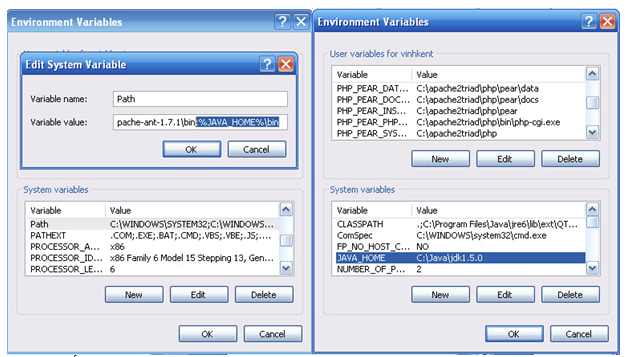 Environment Variables
Edit System Variable
Variable name:
Path
Variable value:
pache-ant-1.7.1\bin;%JAVA_HOME%\bin
OK
Cancel
System variables
Variable
Value
Path
C:\WINDOWS\SYSTEM32;C:\WINDOWS...
PATHEXT
.COM;.EXE;.BAT;.CMD;.VBS;.VBE;.JS;....
PROCESSOR_A...
x86
PROCESSOR_ID...
x86 Family 6 Model 15 Stepping 13, Gen...
PROCESSOR_LE...
6
New
Edit
Delete
OK
Cancel
Environment Variables
User variables for vinhkent
Variable
Value
PHP_PEAR_DAT...
C:\apache2triad\php\pear\data
PHP_PEAR_DOC...
C:\apache2triad\php\pear\docs
PHP_PEAR_INS...
C:\apache2triad\php\pear
PHP_PEAR_PHP...
C:\apache2triad\php\bin\php-cgi.exe
PHP_PEAR_SYS...
C:\apache2triad\php
New
Edit
Delete
System variables
Variable
Value
CLASSPATH
.;C:\Program Files\Java\jre6\lib\ext\QT...
ComSpec
C:\WINDOWS\system32\cmd.exe
FP_NO_HOST_C...
NO
JAVA_HOME
C:\Java\jdk1.5.0
NUMBER_OF_P...
2
New
Edit
Delete
OK
Cancel